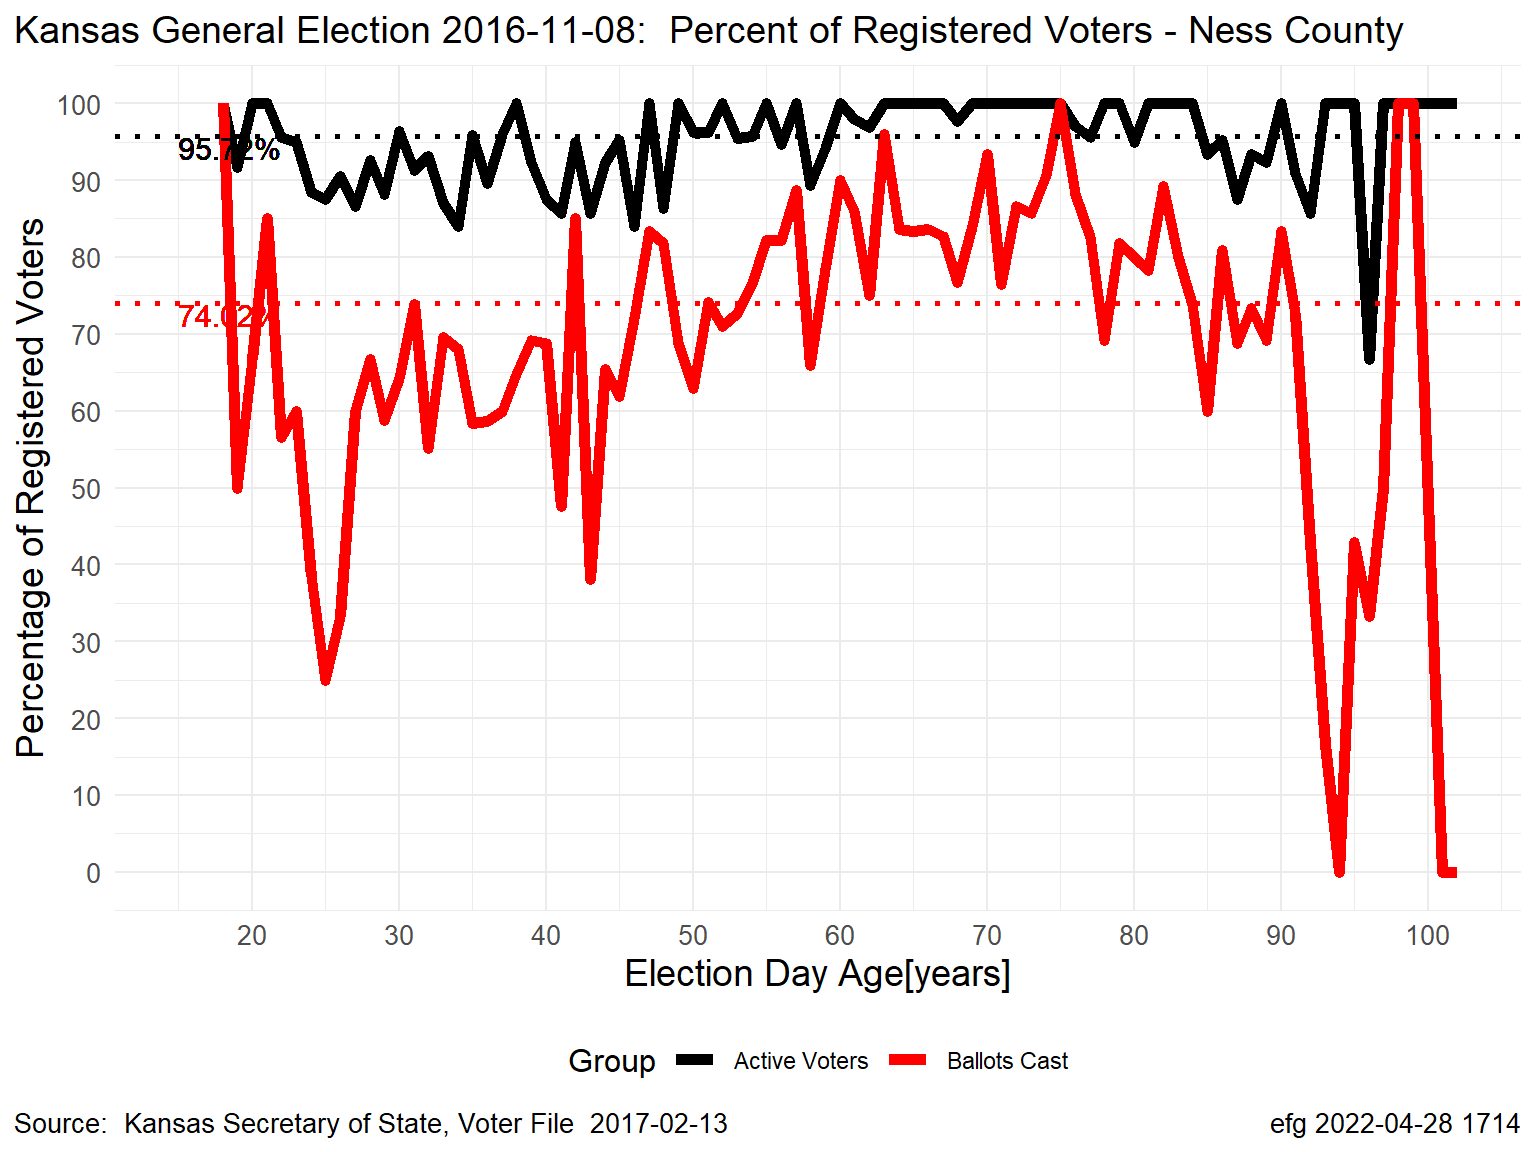 Kansas General Election 2016-11-08:  Percent of Registered Voters - Ness County
Percentage of Registered Voters
100
90
80
70
60
50
40
30
20
10
0
95.72%
74.02%
20 30 40 50 60 70 80 90 100
Election Day Age[years]
Group Active Voters Ballots Cast
Source:  Kansas Secretary of State, Voter File  2017-02-13
efg 2022-04-28 1714